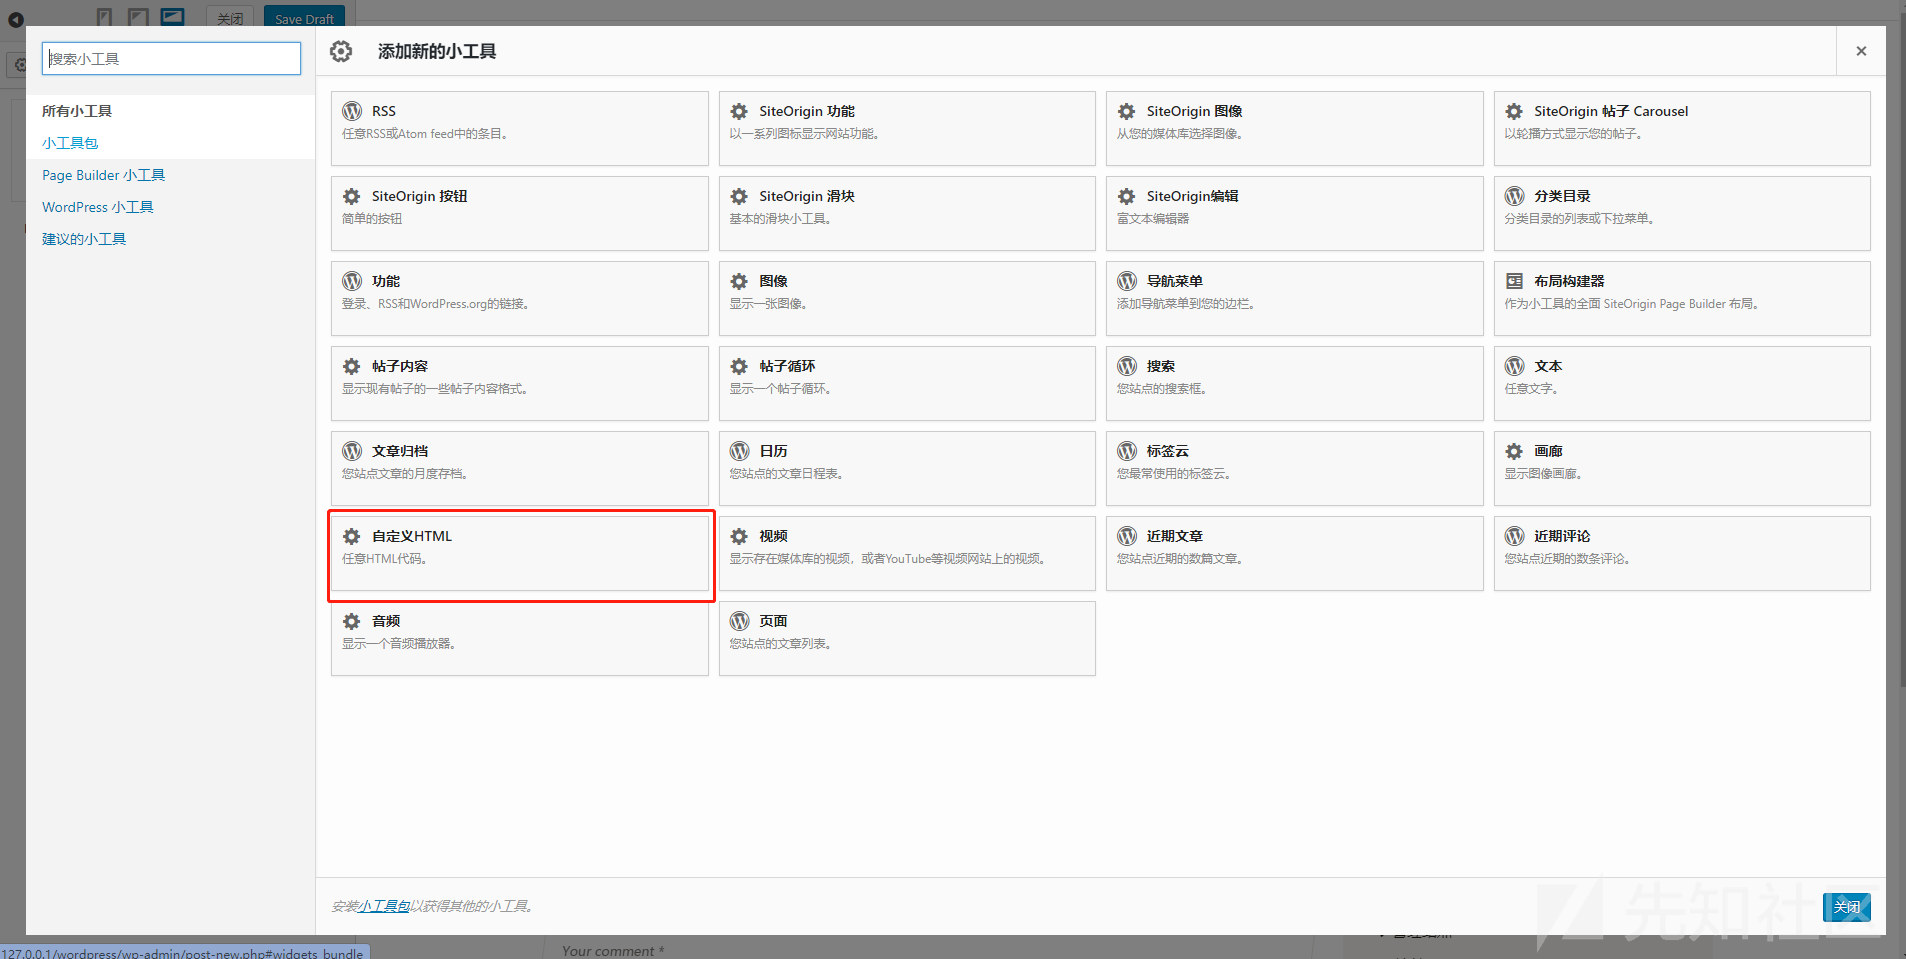 关闭
Save Draft
搜索小工具
添加新的小工具
所有小工具
小工具包
Page Builder 小工具
WordPress 小工具
建议的小工具
RSS
任意RSS或Atom feed中的条目。
SiteOrigin 功能
以一系列图标显示网站功能。
SiteOrigin 图像
从您的媒体库选择图像。
SiteOrigin 帖子 Carousel
以轮播方式显示您的帖子。
SiteOrigin 按钮
简单的按钮
SiteOrigin 滑块
基本的滑块小工具。
SiteOrigin编辑
富文本编辑器
分类目录
分类目录的列表或下拉菜单。
功能
登录、RSS和WordPress.org的链接。
图像
显示一张图像。
导航菜单
添加导航菜单到您的边栏。
布局构建器
作为小工具的全面 SiteOrigin Page Builder 布局。
帖子内容
显示现有帖子的一些帖子内容格式。
帖子循环
显示一个帖子循环。
搜索
您站点的搜索框。
文本
任意文字。
文章归档
您站点文章的月度存档。
日历
您站点的文章日程表。
标签云
您最常使用的标签云。
画廊
显示图像画廊。
自定义HTML
任意HTML代码。
视频
显示存在媒体库的视频，或者YouTube等视频网站上的视频。
近期文章
您站点近期的数篇文章。
近期评论
您站点近期的数条评论。
音频
显示一个音频播放器。
页面
您站点的文章列表。
安装小工具包以获得其他的小工具。
关闭
先知社区
Your comment *
127.0.0.1/wordpress/wp-admin/post-new.php#widgets_bundle